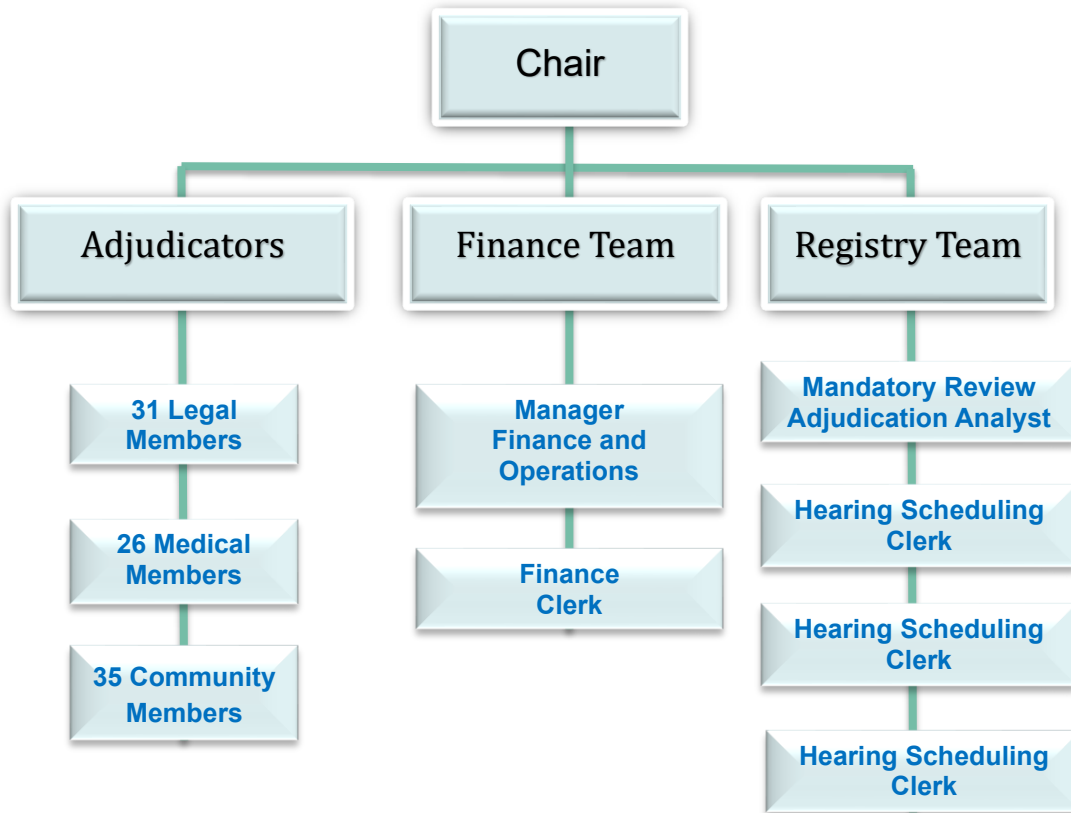 Chair
Adjudicators
Finance Team
Registry Team
31 Legal
Members
26 Medical
Members
35 Community
Members
Manager
Finance and
Operations
Finance
Clerk
Mandatory Review
Adjudication Analyst
Hearing Scheduling
Clerk
Hearing Scheduling
Clerk
Hearing Scheduling
Clerk